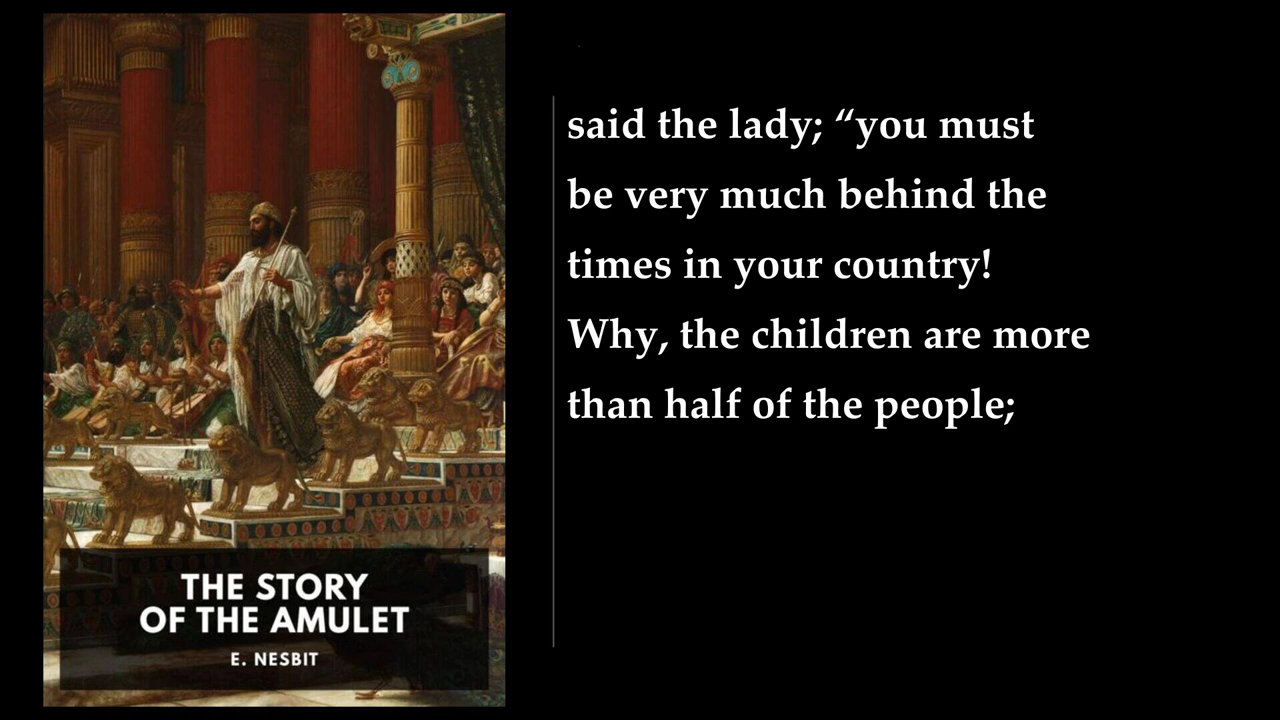 said the lady; “you must
be very much behind the
times in your country!
Why, the children are more
than half of the people;
THE STORY
OF THE AMULET
E. NESBIT